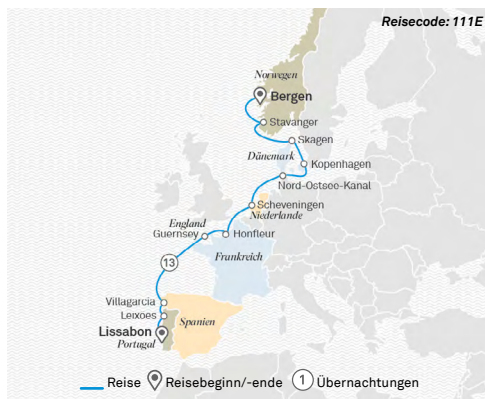 Reisecode: 111E
Norwegen
Bergen
Stavanger
Skagen
Dänemark
Kopenhagen
Nord-Ostsee-Kanal
Scheveningen
Niederlande
England
Guernsey
Honfleur
Frankreich
13
Villagarcia
Leixoes
Lissabon
Spanien
Portugal
Reise Reisebeginn/-ende 1 Übernachtungen